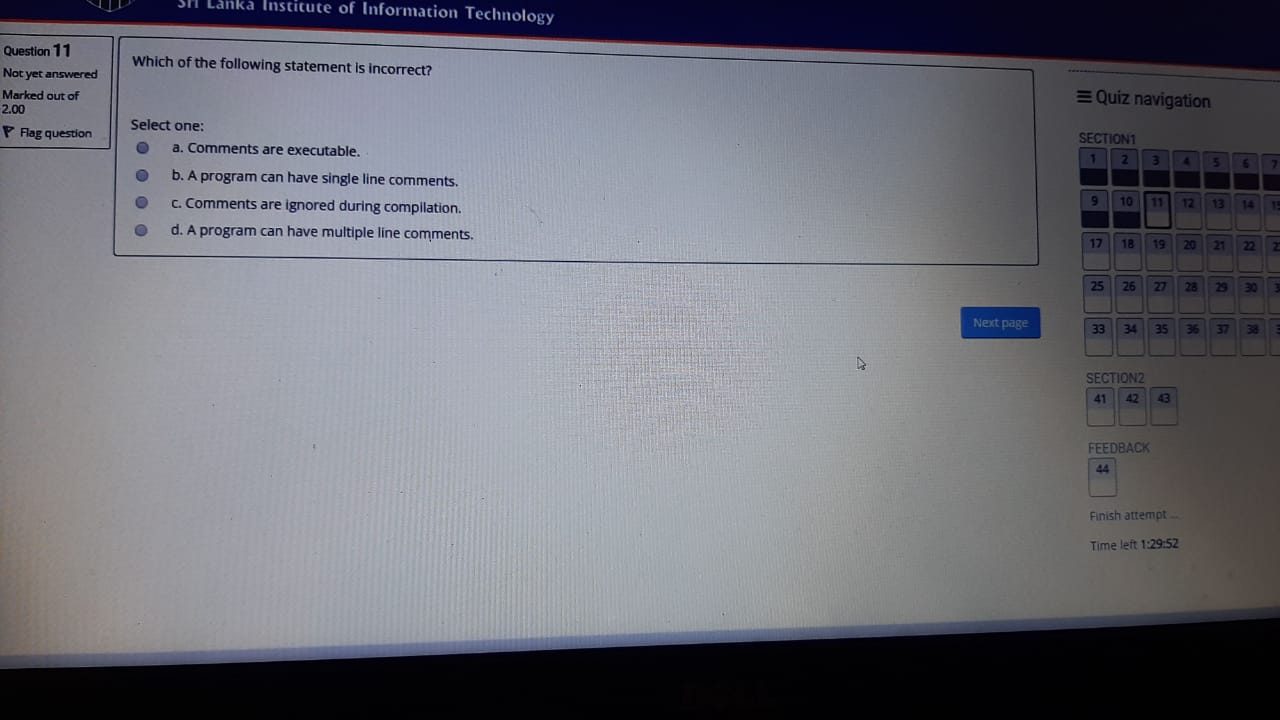 Sri Lanka Institute of Information Technology
Question 11
Not yet answered
Marked out of
2.00
Flag question
Which of the following statement is incorrect?
Select one:
a. Comments are executable.
b. A program can have single line comments.
c. Comments are ignored during compilation.
d. A program can have multiple line comments.
Next page
Quiz navigation
SECTION1
1 2 3 4 5 6 7
9 10 11 12 13 14
17 18 19 20 21 22
25 26 27 28 29 30
33 34 35 36 37 38
SECTION2
41 42 43
FEEDBACK
44
Finish attempt ...
Time left 1:29:52
DELL